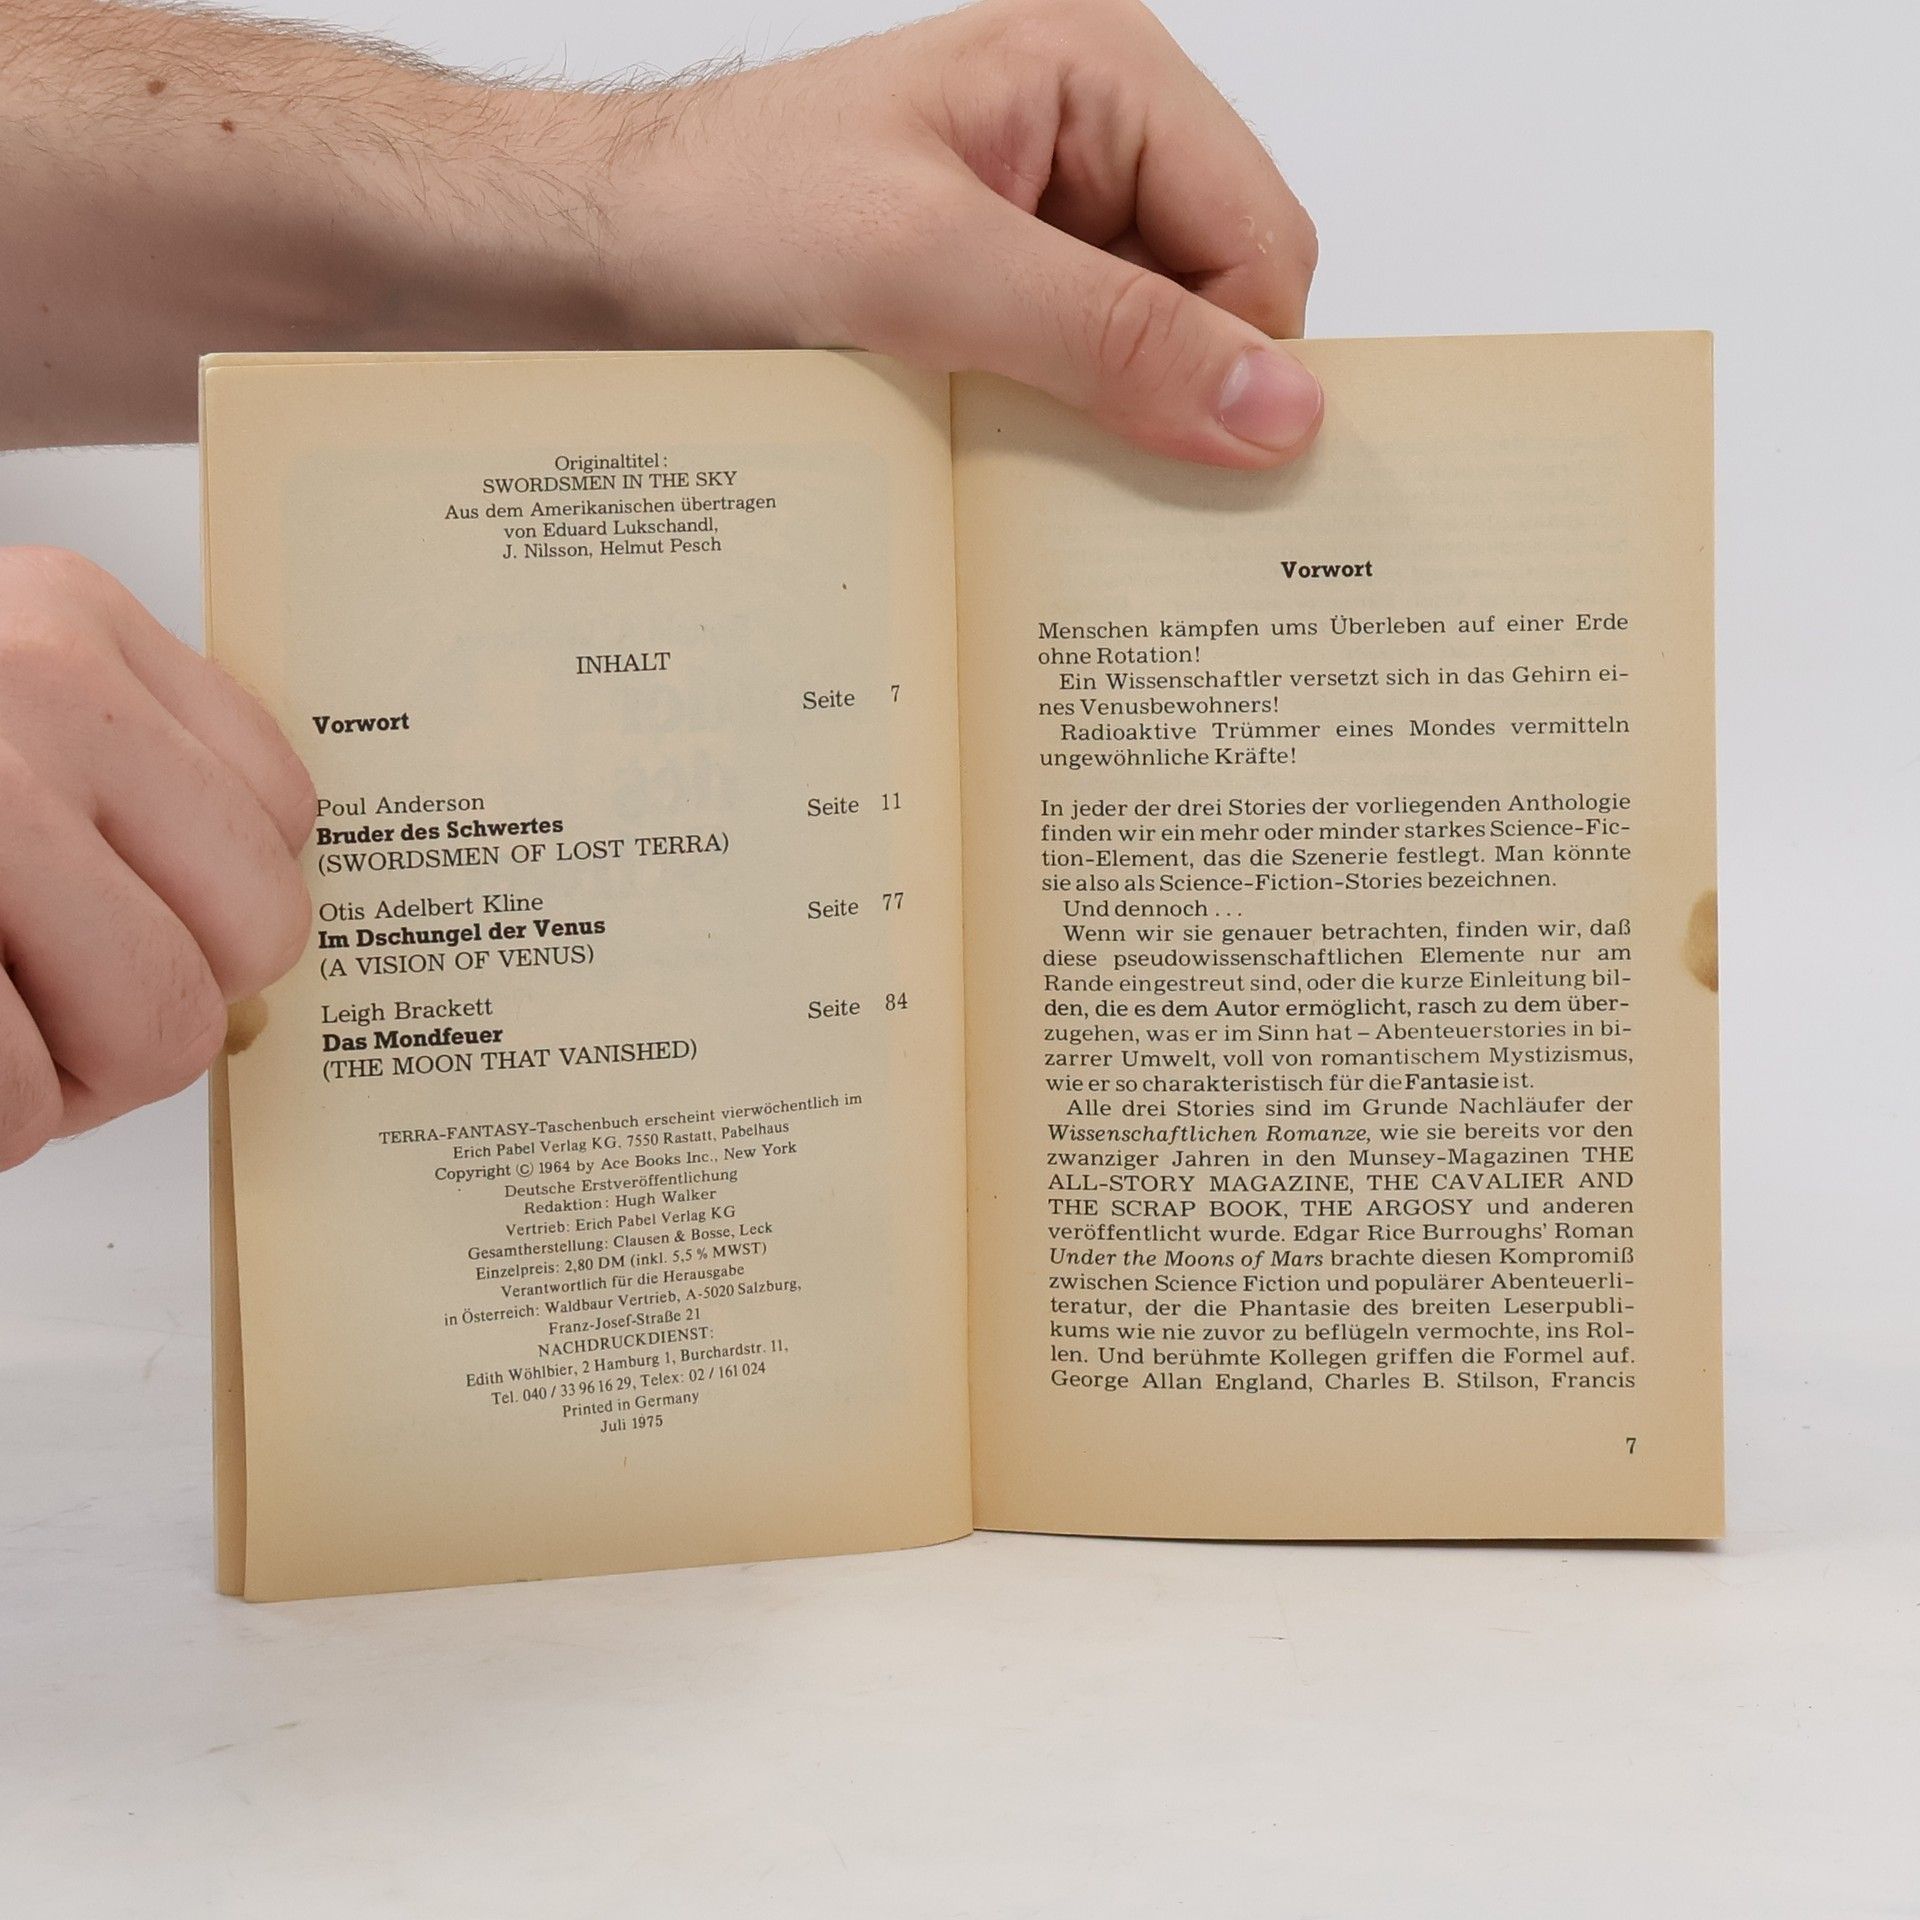 Originaltitel:
SWORDSMEN IN THE SKY
Aus dem Amerikanischen übertragen
von Eduard Lukschandl,
J. Nilsson, Helmut Pesch
INHALT
Vorwort Seite 7
Poul Anderson
Bruder des Schwertes Seite 11
(SWORDSMEN OF LOST TERRA)
Otis Adelbert Kline
Im Dschungel der Venus Seite 77
(A VISION OF VENUS)
Leigh Brackett
Das Mondfeuer Seite 84
(THE MOON THAT VANISHED)
TERRA-FANTASY-Taschenbuch erscheint vierwöchentlich im
Erich Pabel Verlag KG, 7550 Rastatt, Pabelhaus
Copyright © 1964 by Ace Books Inc., New York
Deutsche Erstveröffentlichung
Redaktion: Hugh Walker
Vertrieb: Erich Pabel Verlag KG
Gesamtherstellung: Clausen & Bosse, Leck
Einzelpreis: 2,80 DM (inkl. 5,5 % MWST)
Verantwortlich für die Herausgabe
in Österreich: Waldbaur Vertrieb, A-5020 Salzburg,
Franz-Josef-Straße 21
NACHDRUCKDIENST:
Edith Wöhlbier, 2 Hamburg 1, Burchardstr. 11,
Tel. 040 / 33 96 16 29, Telex: 02 / 161 024
Printed in Germany
Juli 1975
Vorwort
Menschen kämpfen ums Überleben auf einer Erde
ohne Rotation!
Ein Wissenschaftler versetzt sich in das Gehirn ei-
nes Venusbewohners!
Radioaktive Trümmer eines Mondes vermitteln
ungewöhnliche Kräfte!
In jeder der drei Stories der vorliegenden Anthologie
finden wir ein mehr oder minder starkes Science-Fic-
tion-Element, das die Szenerie festlegt. Man könnte
sie also als Science-Fiction-Stories bezeichnen.
Und dennoch . . .
Wenn wir sie genauer betrachten, finden wir, daß
diese pseudowissenschaftlichen Elemente nur am
Rande eingestreut sind, oder die kurze Einleitung bil-
den, die es dem Autor ermöglicht, rasch zu dem über-
zugehen, was er im Sinn hat – Abenteuerstories in bi-
zarrer Umwelt, voll von romantischem Mystizismus,
wie er so charakteristisch für die Fantasie ist.
Alle drei Stories sind im Grunde Nachläufer der
Wissenschaftlichen Romanze, wie sie bereits vor den
zwanziger Jahren in den Munsey-Magazinen THE
ALL-STORY MAGAZINE, THE CAVALIER AND
THE SCRAP BOOK, THE ARGOSY und anderen
veröffentlicht wurde. Edgar Rice Burroughs' Roman
Under the Moons of Mars brachte diesen Kompromiß
zwischen Science Fiction und populärer Abenteuerli-
teratur, der die Phantasie des breiten Leserpubli-
kums wie nie zuvor zu beflügeln vermochte, ins Rol-
len. Und berühmte Kollegen griffen die Formel auf.
George Allan England, Charles B. Stilson, Francis
7